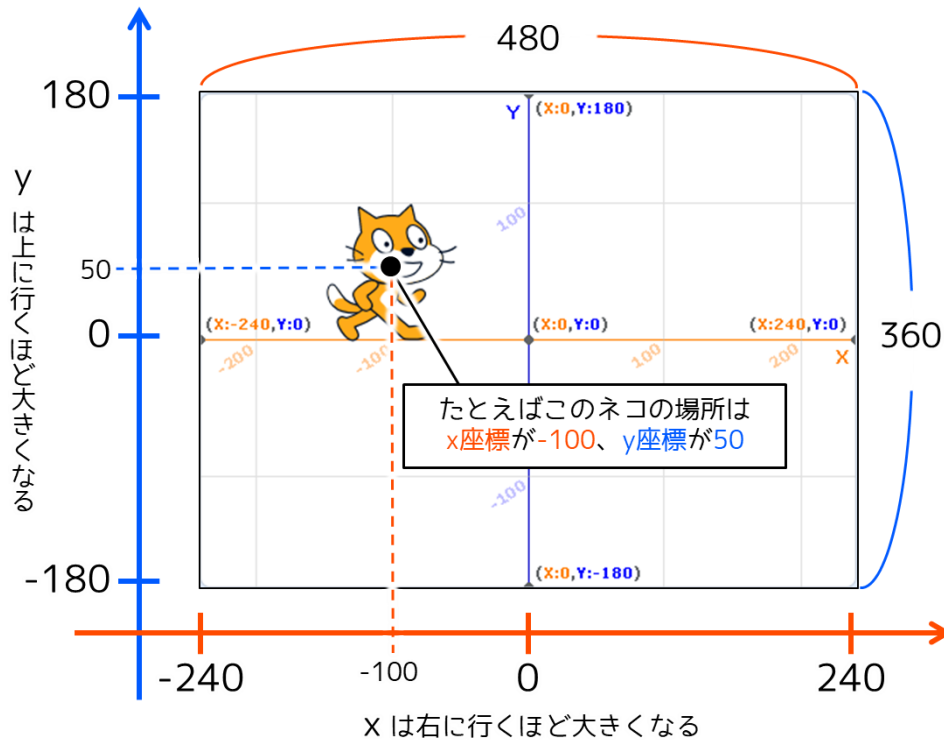 480
180
Y
(X:0,Y:180)
y
は上に行くほど大きくなる
100
50
0
(X:-240,Y:0)
(X:0,Y:0)
(X:240,Y:0)
360
-200
-100
100
200
X
たとえばこのネコの場所は
x座標が-100、y座標が50
-100
-180
(X:0,Y:-180)
-240
-100
0
240
x は右に行くほど大きくなる